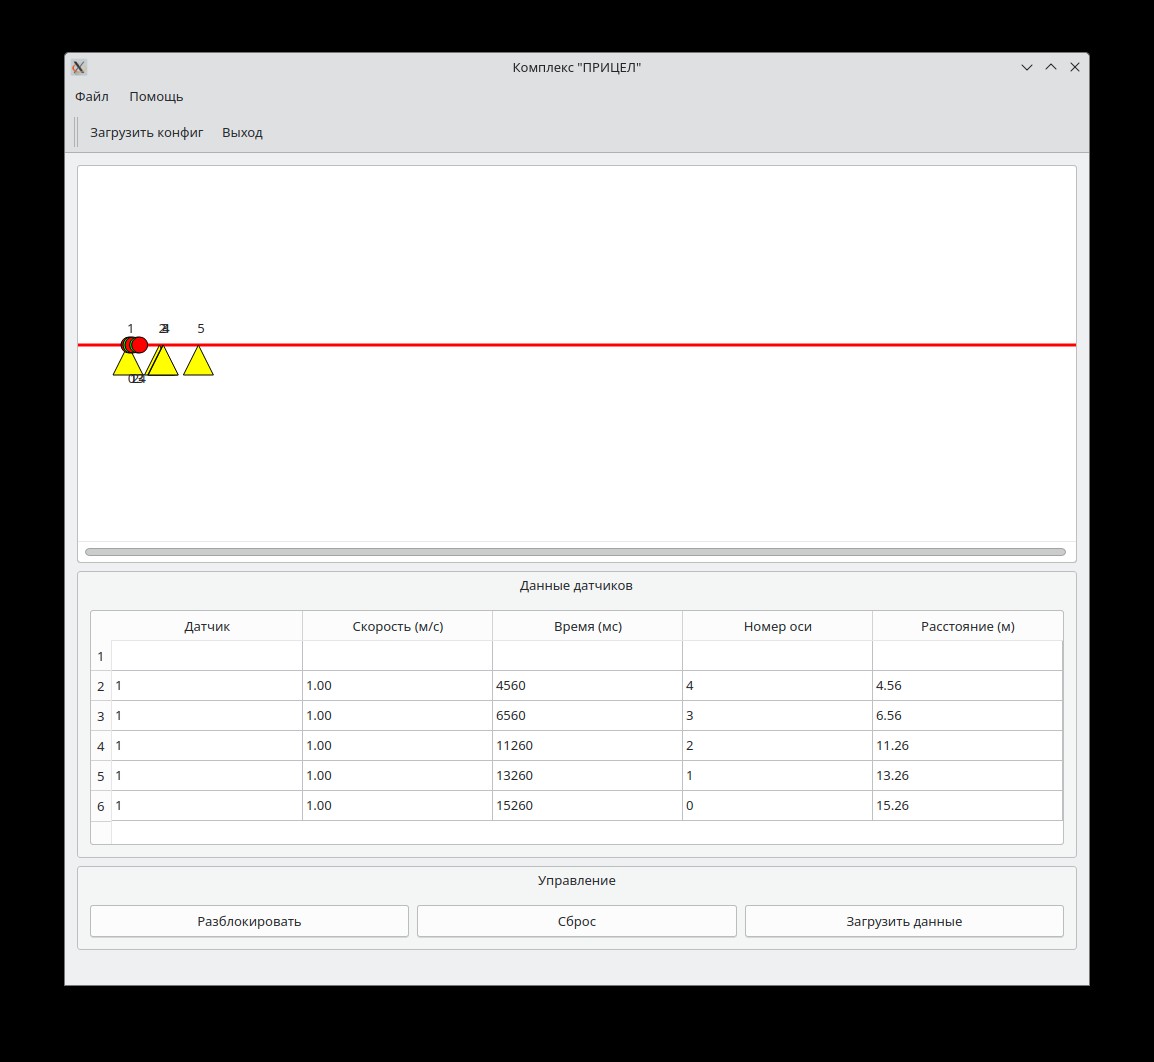 Комплекс "ПРИЦЕЛ"
Файл Помощь
Загрузить конфиг Выход
1 5
Данные датчиков
Датчик Скорость (м/с) Время (мс) Номер оси Расстояние (м)
1
2 1 1.00 4560 4 4.56
3 1 1.00 6560 3 6.56
4 1 1.00 11260 2 11.26
5 1 1.00 13260 1 13.26
6 1 1.00 15260 0 15.26
Управление
Разблокировать Сброс Загрузить данные